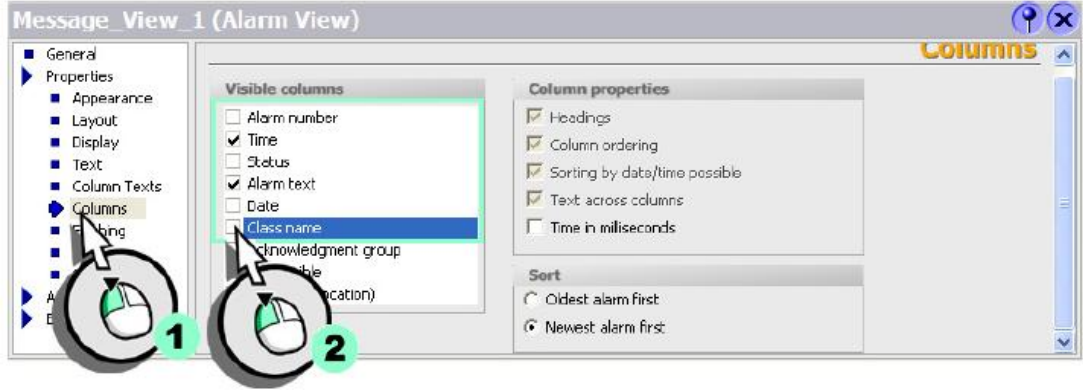 Message_View_1 (Alarm View)
General
Properties
Appearance
Layout
Display
Text
Column Texts
Columns
1
Columns
Visible columns
Alarm number
Time
Status
Alarm text
Date
Class name
Acknowledgment group
2
Column properties
Headings
Column ordering
Sorting by date/time possible
Text across columns
Time in miliseconds
Sort
Oldest alarm first
Newest alarm first